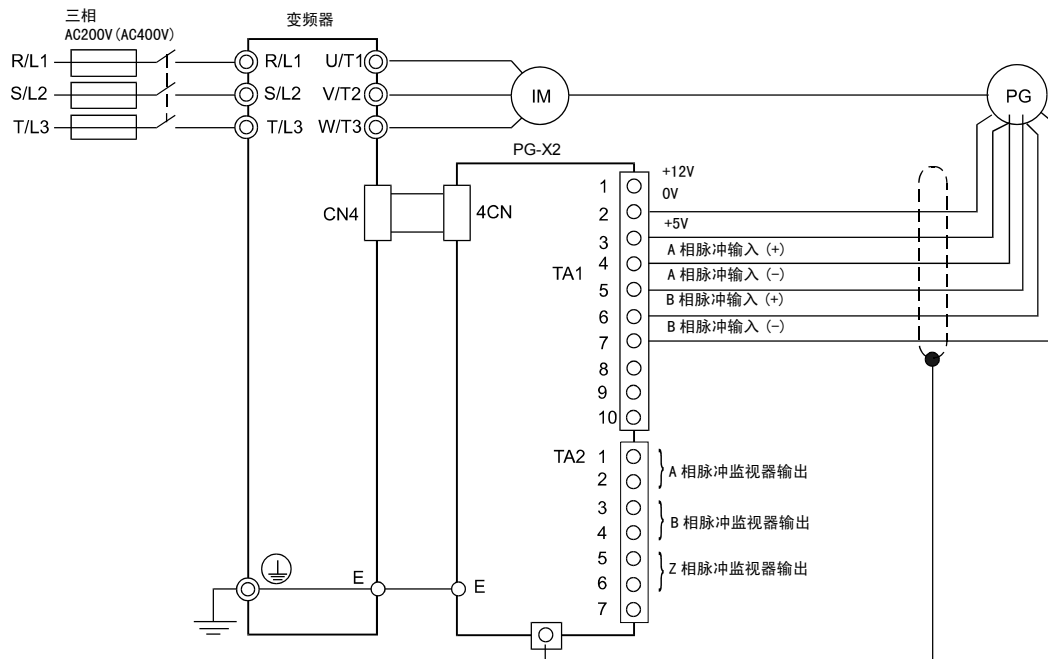 三相
AC200V (AC400V)
变频器
R/L1
R/L1
U/T1
S/L2
S/L2
V/T2
IM
PG
T/L3
T/L3
W/T3
PG-X2
CN4
4CN
TA1
1
+12V
0V
2
+5V
3
A 相脉冲输入 (+)
4
A 相脉冲输入 (-)
5
B 相脉冲输入 (+)
6
B 相脉冲输入 (-)
7
8
9
10
TA2
1
A 相脉冲监视器输出
2
3
B 相脉冲监视器输出
4
5
Z 相脉冲监视器输出
6
7
E
E